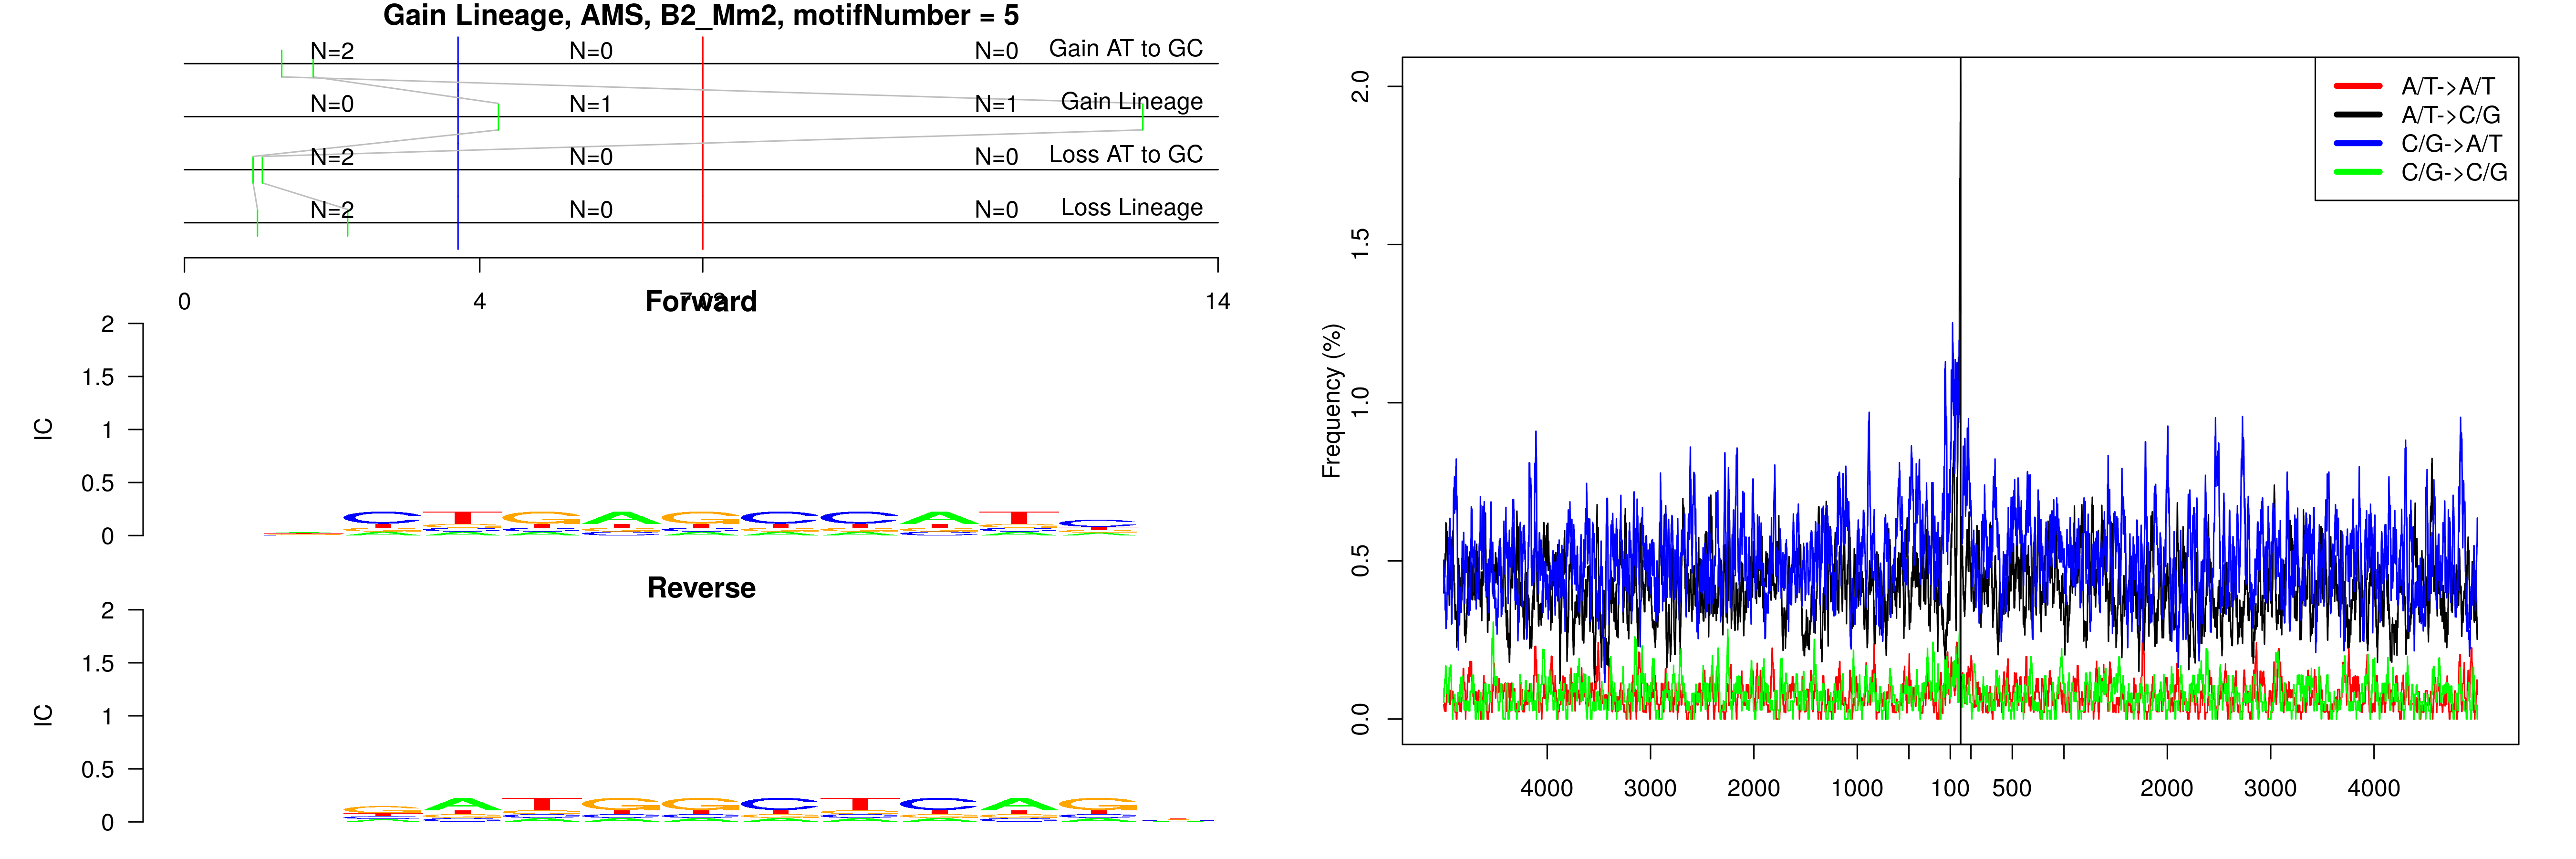 Gain Lineage, AMS, B2_Mm2, motifNumber = 5
N=2 N=0 N=0 Gain AT to GC
N=0 N=1 N=1 Gain Lineage
N=2 N=0 N=0 Loss AT to GC
N=2 N=0 N=0 Loss Lineage
0 4 14
Forward
2
1.5
1
0.5
0
IC
CTGAGCCATC
Reverse
2
1.5
1
0.5
0
IC
GATGGCTCAG
2.0
1.5
1.0
0.5
0.0
Frequency (%)
A/T->A/T
A/T->C/G
C/G->A/T
C/G->C/G
4000 3000 2000 1000 100 500 2000 3000 4000